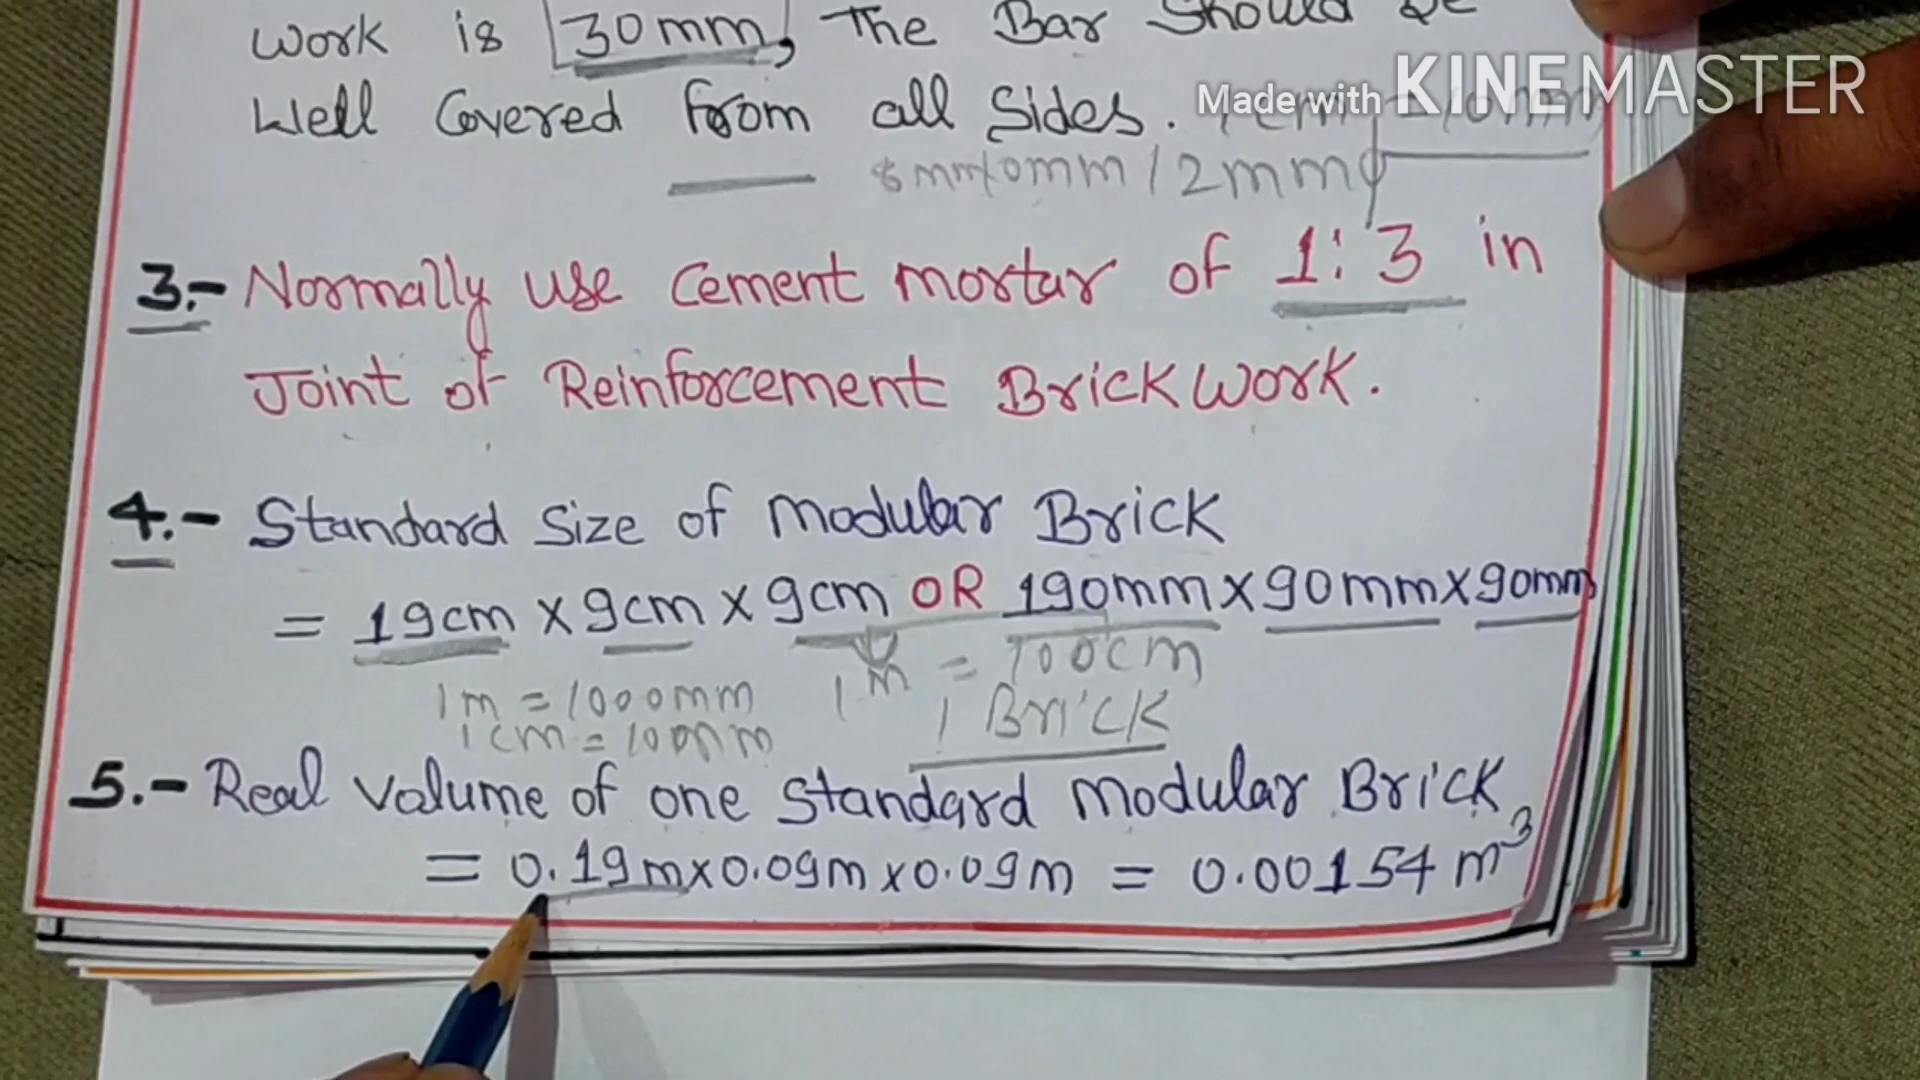 Work is 30mm, The Bar Should be
Well Covered from all Sides.
Made with KINEMASTER
1cm = 10mm
8mm 10mm 12mm ϕ
3.- Normally use cement mortar of 1:3 in
Joint of Reinforcement Brick work.
4.- Standard Size of Modular Brick
= 19cm x 9cm x 9cm OR 190mm x 90mm x 90mm
1m = 1000mm 1m = 100cm
1cm = 10mm 1 Brick
5.- Real Volume of one Standard Modular Brick
= 0.19m x 0.09m x 0.09m = 0.00154 m³